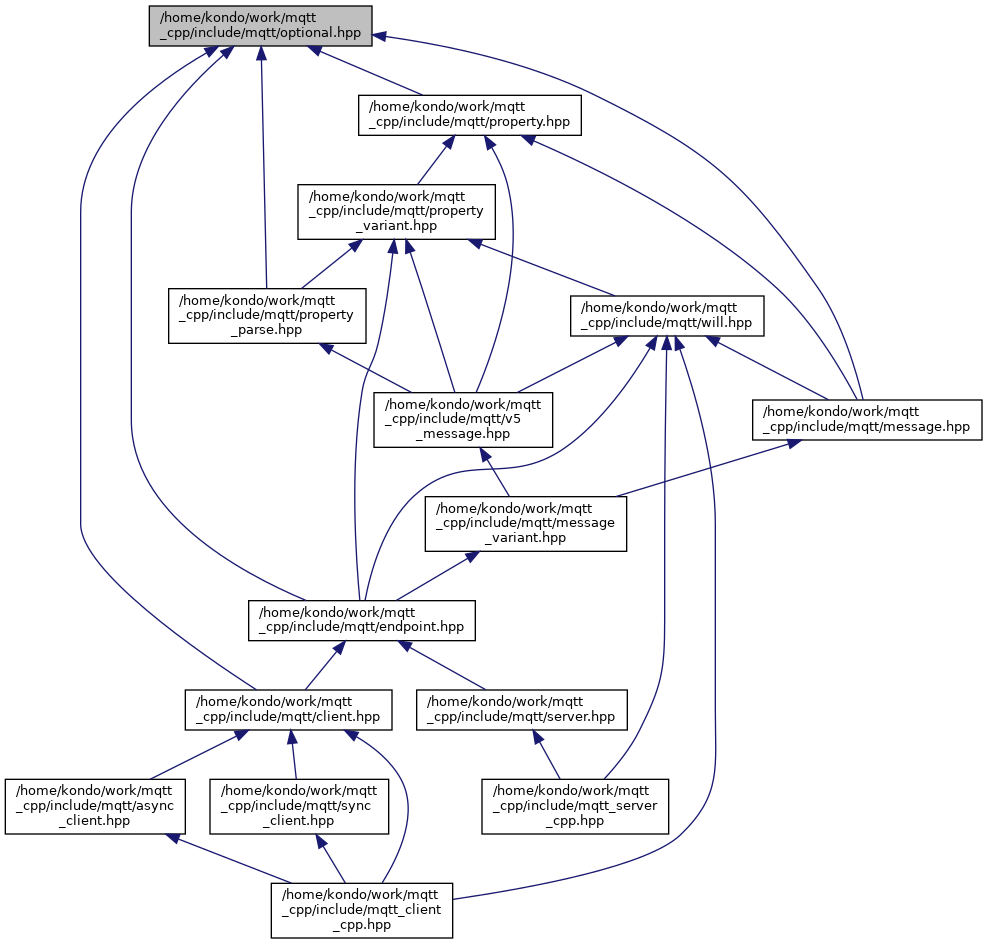 /home/kondo/work/mqtt
_cpp/include/mqtt/optional.hpp
/home/kondo/work/mqtt
_cpp/include/mqtt/property.hpp
/home/kondo/work/mqtt
_cpp/include/mqtt/property
_variant.hpp
/home/kondo/work/mqtt
_cpp/include/mqtt/property
_parse.hpp
/home/kondo/work/mqtt
_cpp/include/mqtt/will.hpp
/home/kondo/work/mqtt
_cpp/include/mqtt/v5
_message.hpp
/home/kondo/work/mqtt
_cpp/include/mqtt/message.hpp
/home/kondo/work/mqtt
_cpp/include/mqtt/message
_variant.hpp
/home/kondo/work/mqtt
_cpp/include/mqtt/endpoint.hpp
/home/kondo/work/mqtt
_cpp/include/mqtt/client.hpp
/home/kondo/work/mqtt
_cpp/include/mqtt/server.hpp
/home/kondo/work/mqtt
_cpp/include/mqtt/async
_client.hpp
/home/kondo/work/mqtt
_cpp/include/mqtt/sync
_client.hpp
/home/kondo/work/mqtt
_cpp/include/mqtt_server
_cpp.hpp
/home/kondo/work/mqtt
_cpp/include/mqtt_client
_cpp.hpp